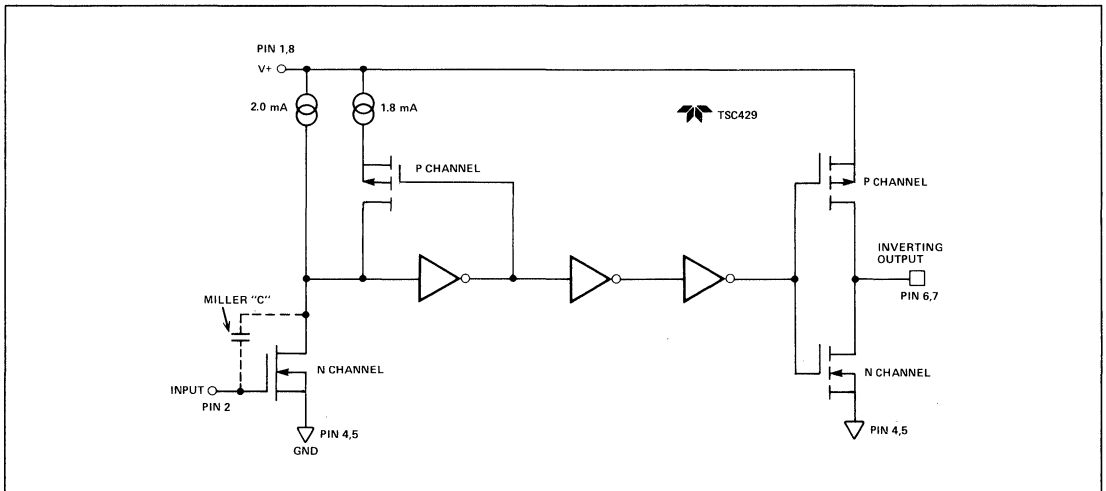 PIN 1,8
V+
2.0 mA
1.8 mA
TSC429
P CHANNEL
P CHANNEL
INVERTING
OUTPUT
PIN 6,7
MILLER "C"
N CHANNEL
N CHANNEL
INPUT
PIN 2
PIN 4,5
GND
PIN 4,5